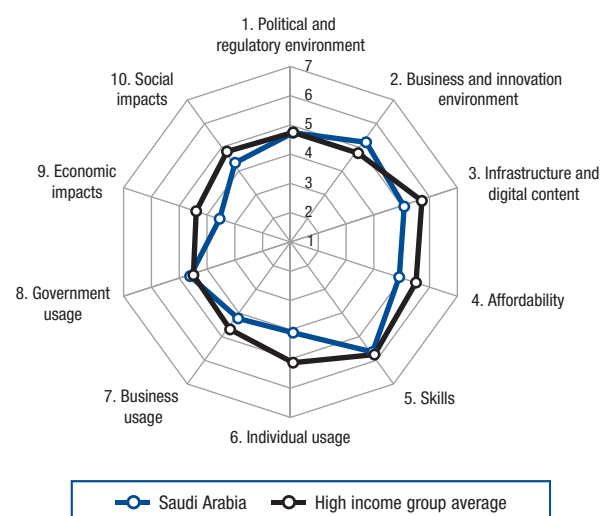 1. Political and
regulatory environment
10. Social
impacts
2. Business and innovation
environment
9. Economic
impacts
3. Infrastructure and
digital content
8. Government
usage
4. Affordability
7. Business
usage
5. Skills
6. Individual usage
7
6
5
4
3
2
1
Saudi Arabia
High income group average